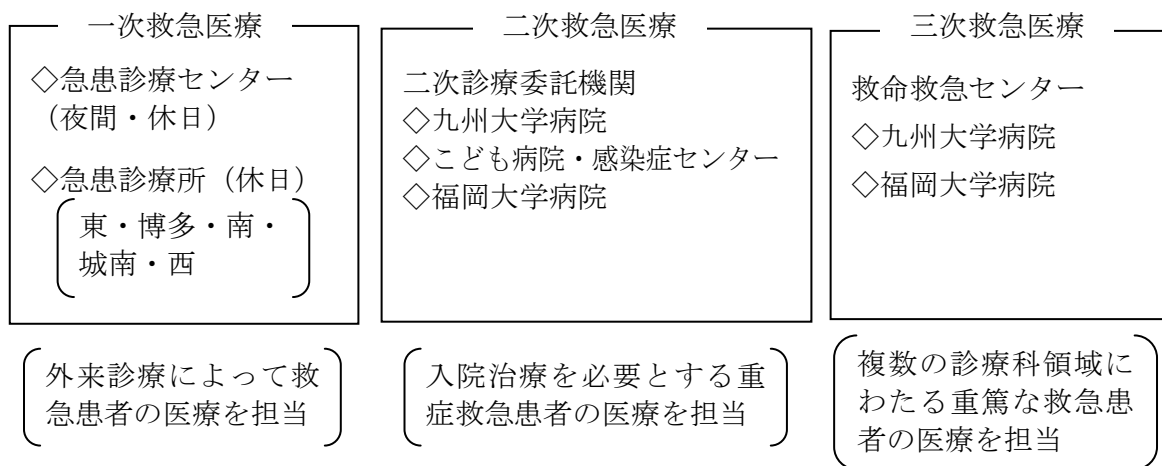 一次救急医療
◇急患診療センター
（夜間・休日）
◇急患診療所（休日）
東・博多・南・
城南・西
外来診療によって救
急患者の医療を担当
二次救急医療
二次診療委託機関
◇九州大学病院
◇こども病院・感染症センター
◇福岡大学病院
入院治療を必要とする重
症救急患者の医療を担当
三次救急医療
救命救急センター
◇九州大学病院
◇福岡大学病院
複数の診療科領域に
わたる重篤な救急患
者の医療を担当